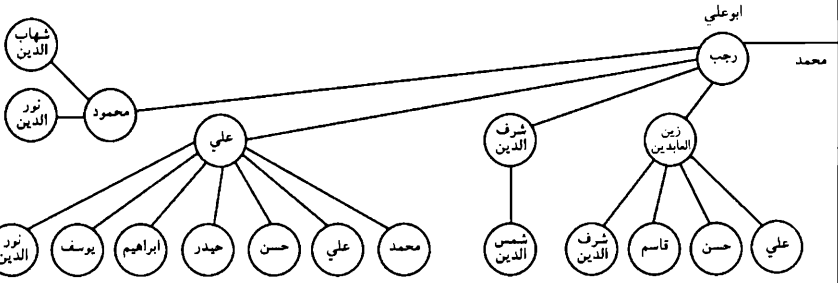 ابوعلي
رجب
محمد
شهاب
الدين
نور
الدين
محمود
علي
شرف
الدين
زين
العابدين
محمد
علي
حسن
حيدر
ابراهيم
يوسف
نور
الدين
شمس
الدين
علي
حسن
قاسم
شرف
الدين